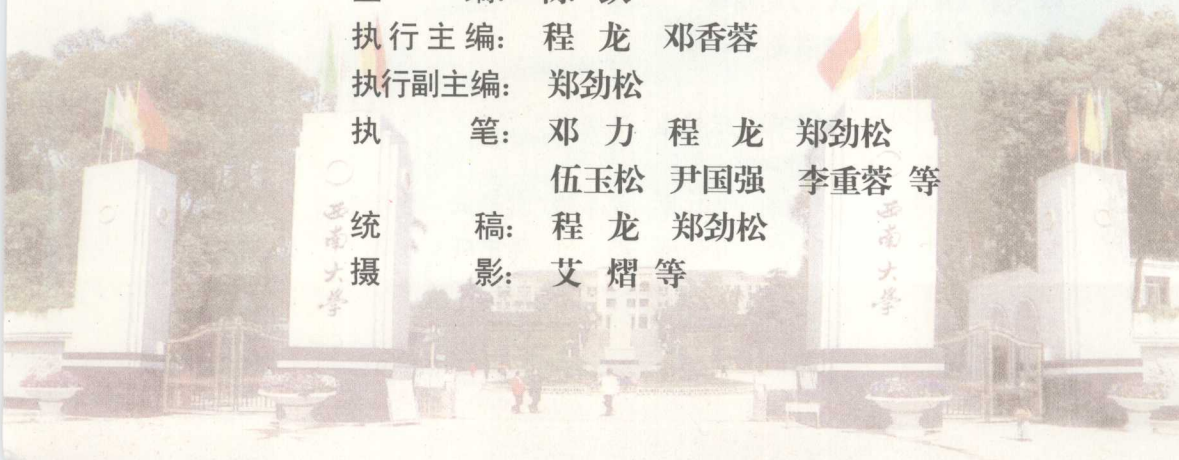 执行主编： 程 龙 邓香蓉
执行副主编： 郑劲松
执 笔： 邓 力 程 龙 郑劲松
伍玉松 尹国强 李重蓉 等
统 稿： 程 龙 郑劲松
摄 影： 艾 熠 等
西南大学
西南大学